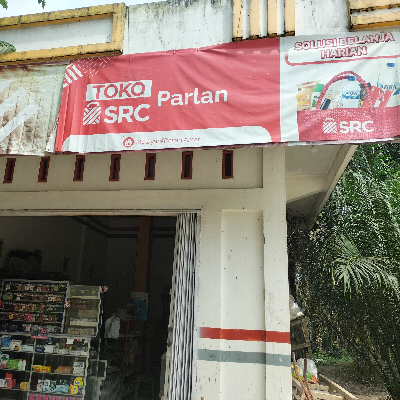 TOKO
SRC Parlan
SOLUSI BELANJA
HARIAN
SRC